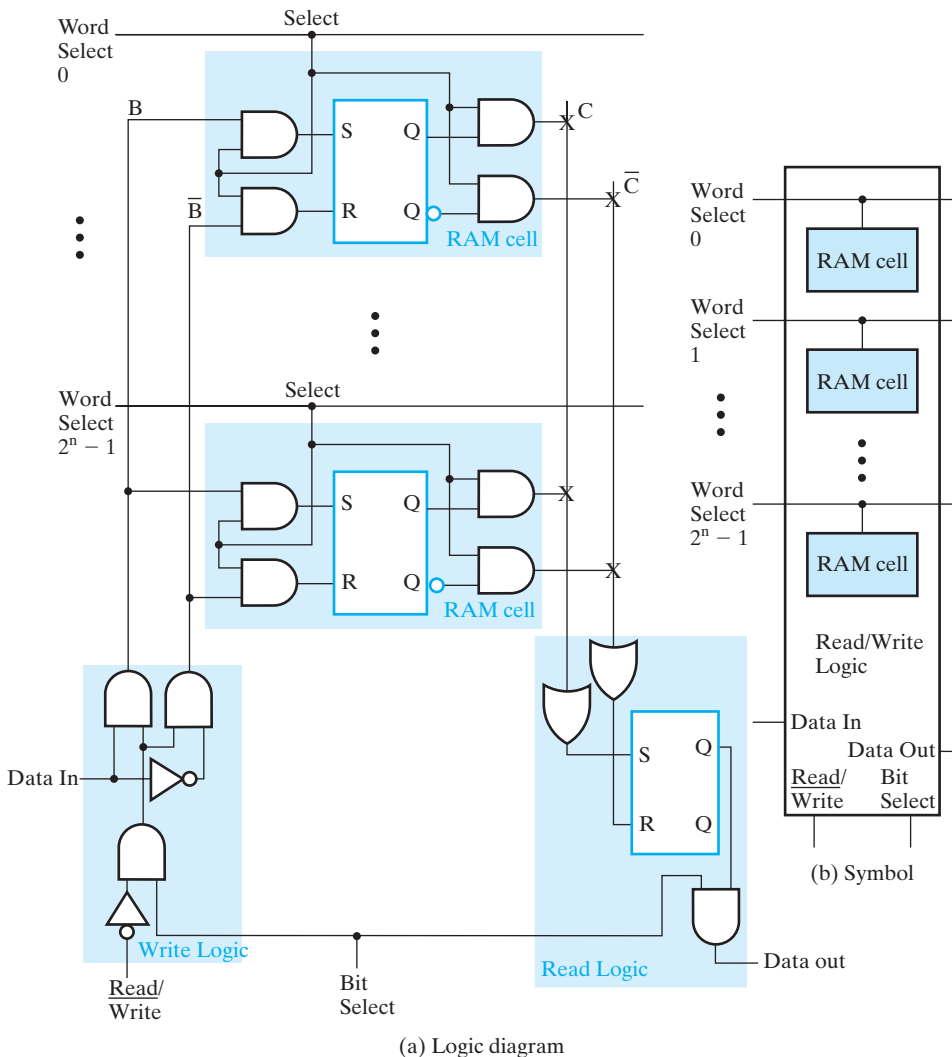 Select
Word
Select
0
B
C
S
Q
B̅
R
Q
C̅
RAM cell
Select
Word
Select
2ⁿ − 1
S
Q
R
Q
RAM cell
Data In
Write Logic
Read/
Write
Bit
Select
S
Q
R
Q
Read Logic
Data out
(a) Logic diagram
Word
Select
0
RAM cell
Word
Select
1
RAM cell
Word
Select
2ⁿ − 1
RAM cell
Read/Write
Logic
Data In
Data Out
Read/
Write
Bit
Select
(b) Symbol